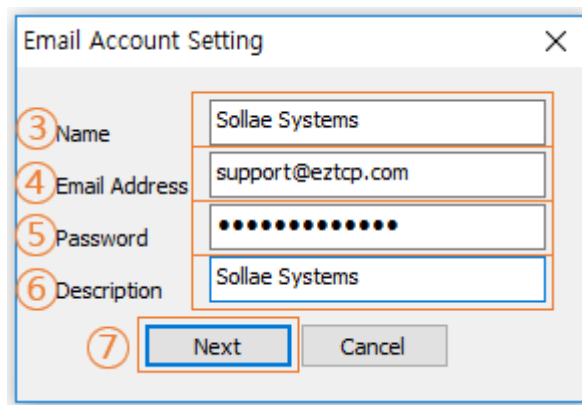 Email Account Setting
③ Name Sollae Systems
④ Email Address support@eztcp.com
⑤ Password •••••••••••••
⑥ Description Sollae Systems
⑦ Next Cancel